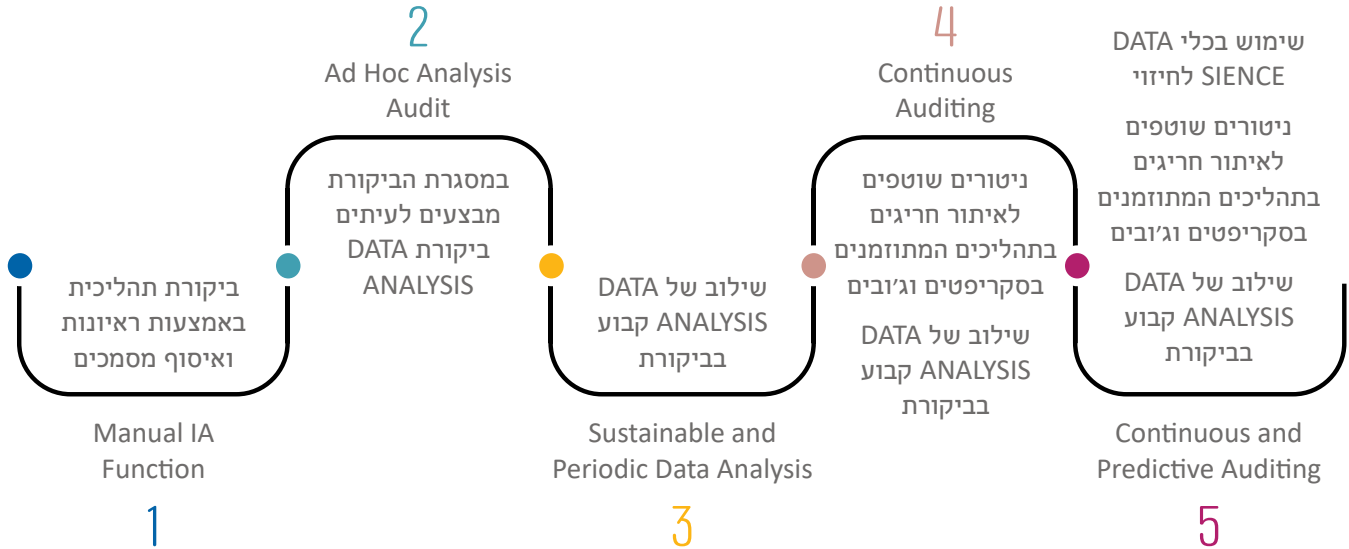 1
Manual IA
Function
ביקורת תהליכית
באמצעות ראיונות
ואיסוף מסמכים
2
Ad Hoc Analysis
Audit
במסגרת הביקורת
מבצעים לעיתים
ביקורת DATA
ANALYSIS
3
Sustainable and
Periodic Data Analysis
שילוב של DATA
ANALYSIS קבוע
בביקורת
4
Continuous
Auditing
ניטורים שוטפים
לאיתור חריגים
בתהליכים המתוזמנים
בסקריפטים וג'ובים
שילוב של DATA
ANALYSIS קבוע
בביקורת
5
Continuous and
Predictive Auditing
שימוש בכלי DATA
SIENCE לחיזוי
ניטורים שוטפים
לאיתור חריגים
בתהליכים המתוזמנים
בסקריפטים וג'ובים
שילוב של DATA
ANALYSIS קבוע
בביקורת